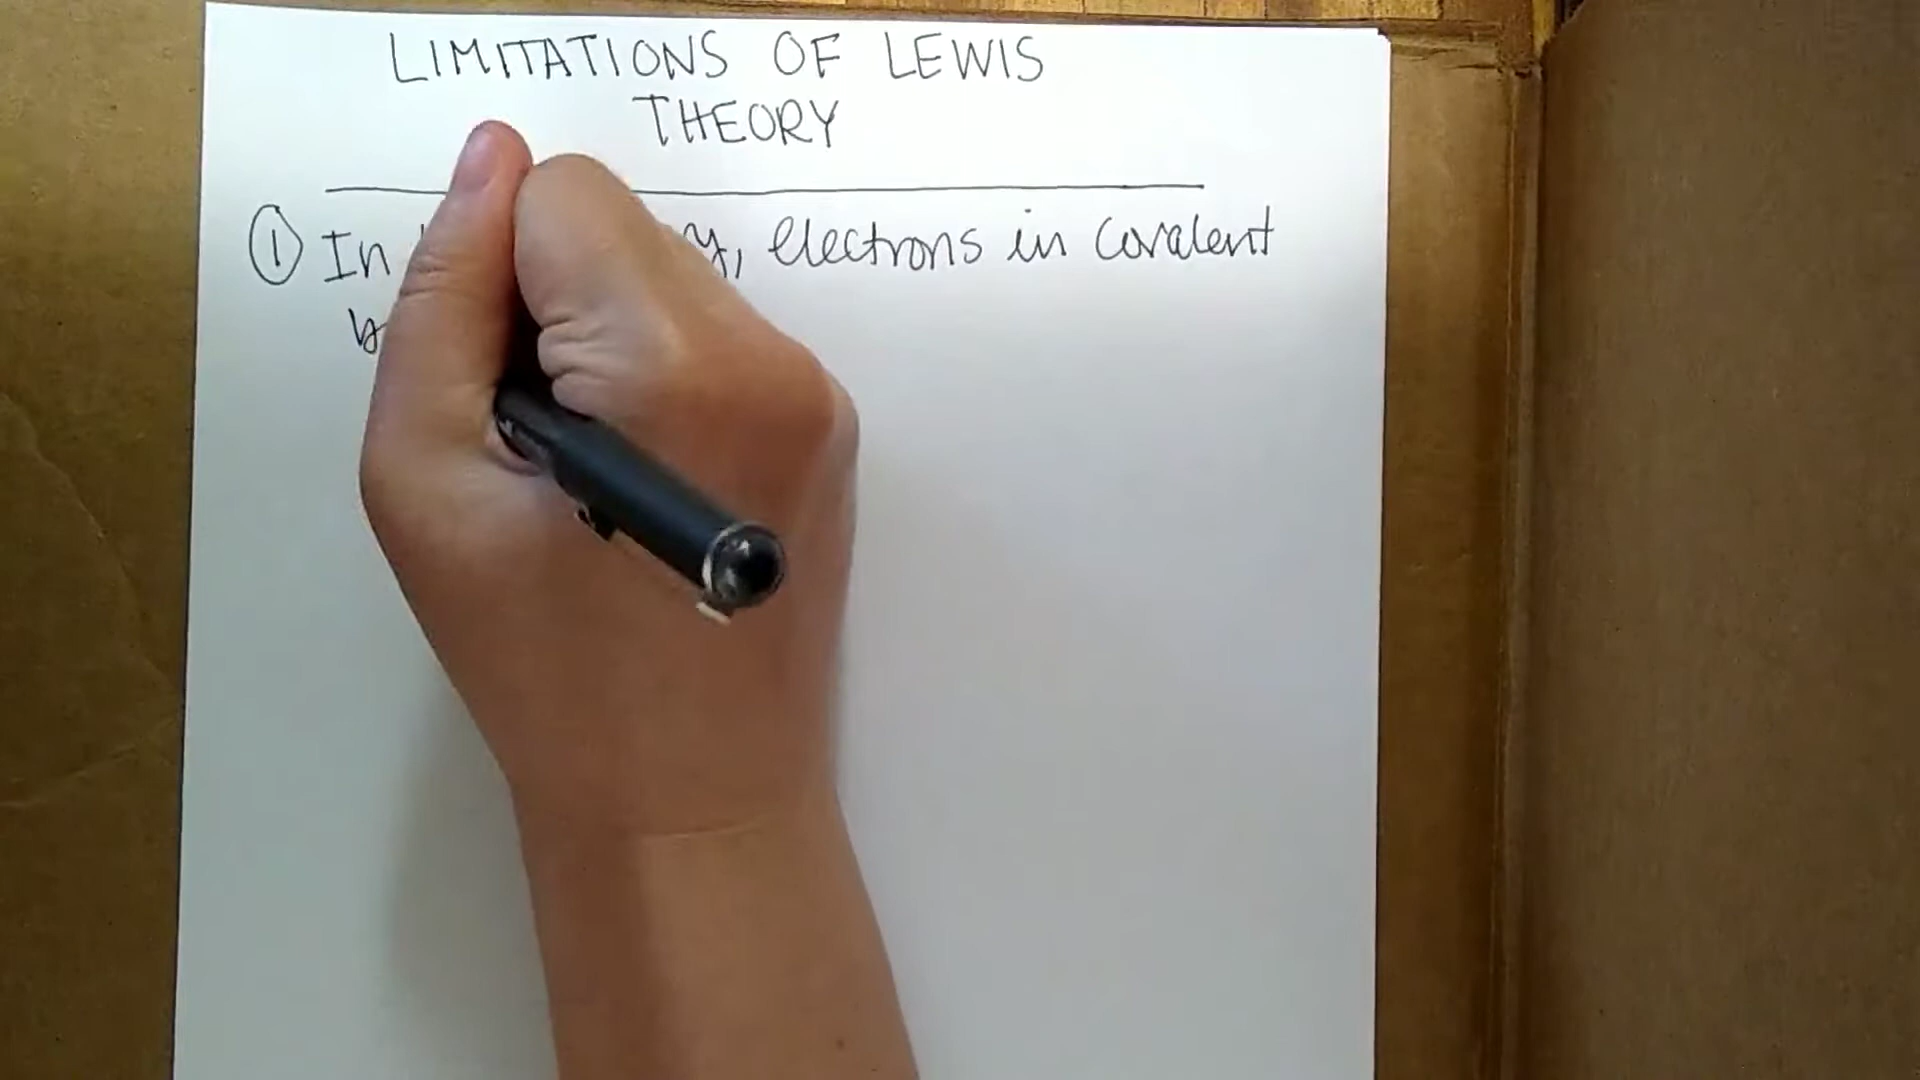 LIMITATIONS OF LEWIS
THEORY
① In y, electrons in covalent
b